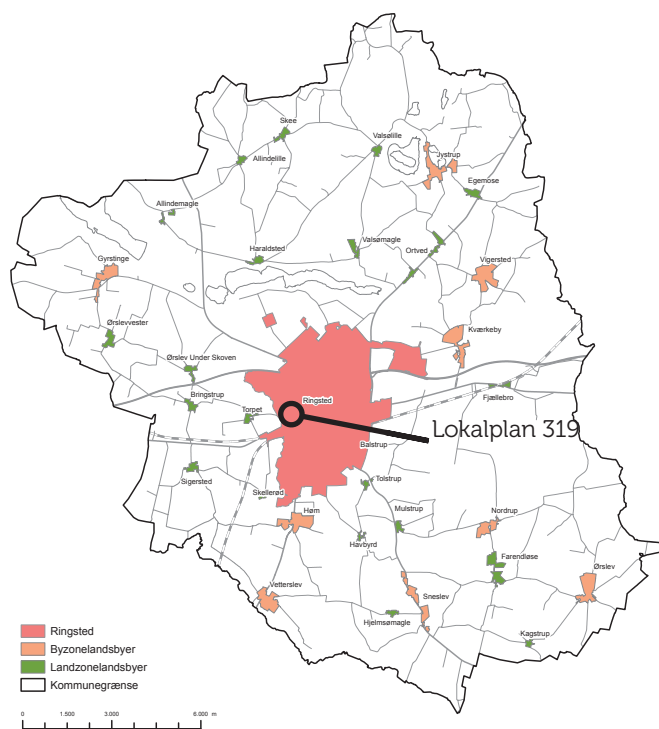 Skee
Valsølille
Allindelille
Jystrup
Egemose
Allindemagle
Haraldsted
Valsømagle
Ortved
Gyrstinge
Vigersted
Ørslevvester
Kværkeby
Ørslev Under Skoven
Bringstrup
Ringsted
Fjællebro
Torpet
Lokalplan 319
Balstrup
Sigersted
Tolstrup
Skellerød
Høm
Mulstrup
Nordrup
Havbyrd
Farendløse
Ørslev
Vetterslev
Sneslev
Hjelmsømagle
Kagstrup
Ringsted
Byzonelandsbyer
Landzonelandsbyer
Kommunegrænse
0 1.500 3.000 6.000 m